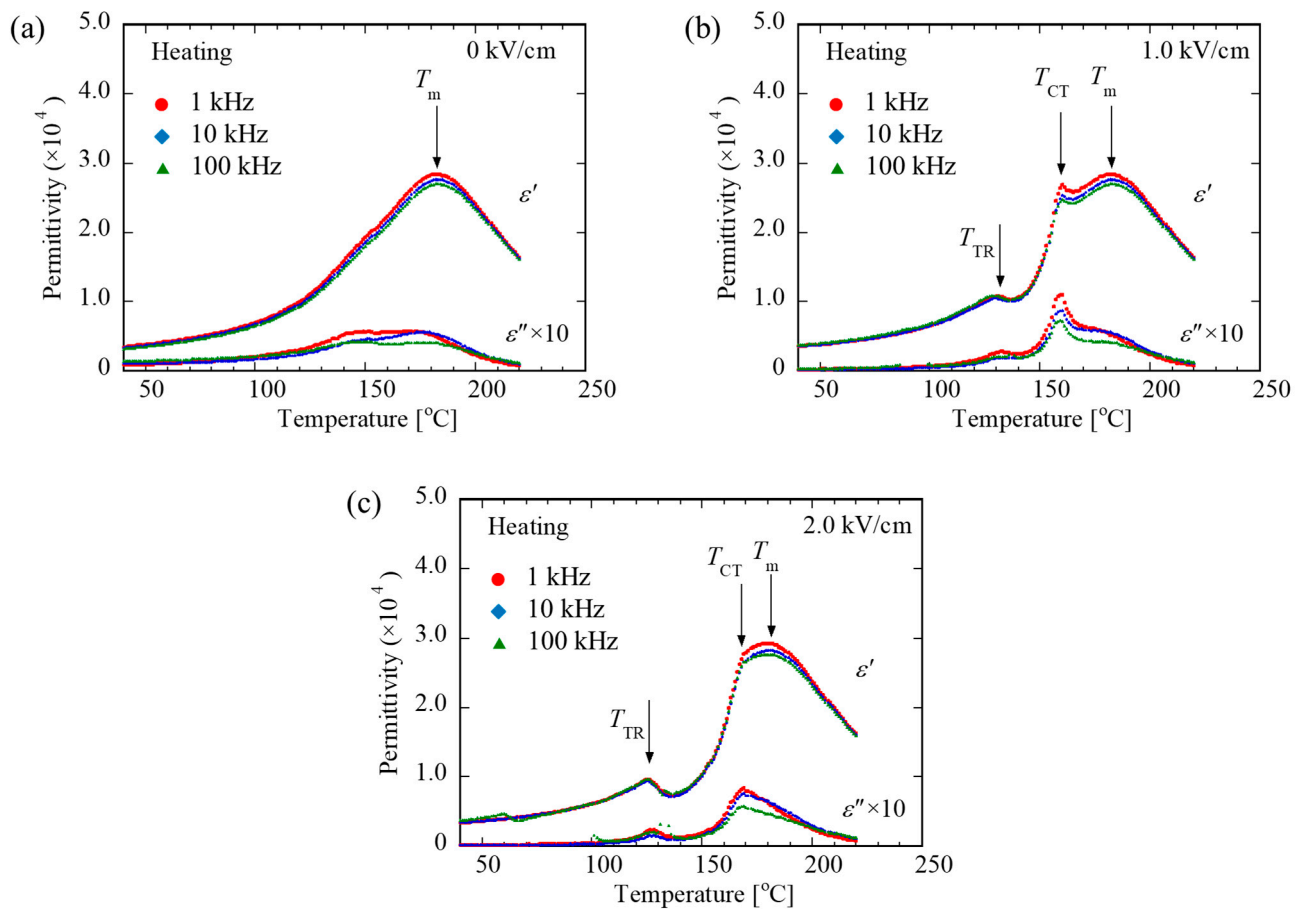 (a)
5.0
4.0
3.0
2.0
1.0
0
Permittivity (×10⁴)
Heating
0 kV/cm
1 kHz
10 kHz
100 kHz
Tm
ε′
ε″×10
50 100 150 200 250
Temperature [°C]
(b)
5.0
4.0
3.0
2.0
1.0
0
Permittivity (×10⁴)
Heating
1.0 kV/cm
1 kHz
10 kHz
100 kHz
TCT Tm
TTR
ε′
ε″×10
50 100 150 200 250
Temperature [°C]
(c)
5.0
4.0
3.0
2.0
1.0
0
Permittivity (×10⁴)
Heating
2.0 kV/cm
1 kHz
10 kHz
100 kHz
TCT Tm
TTR
ε′
ε″×10
50 100 150 200 250
Temperature [°C]